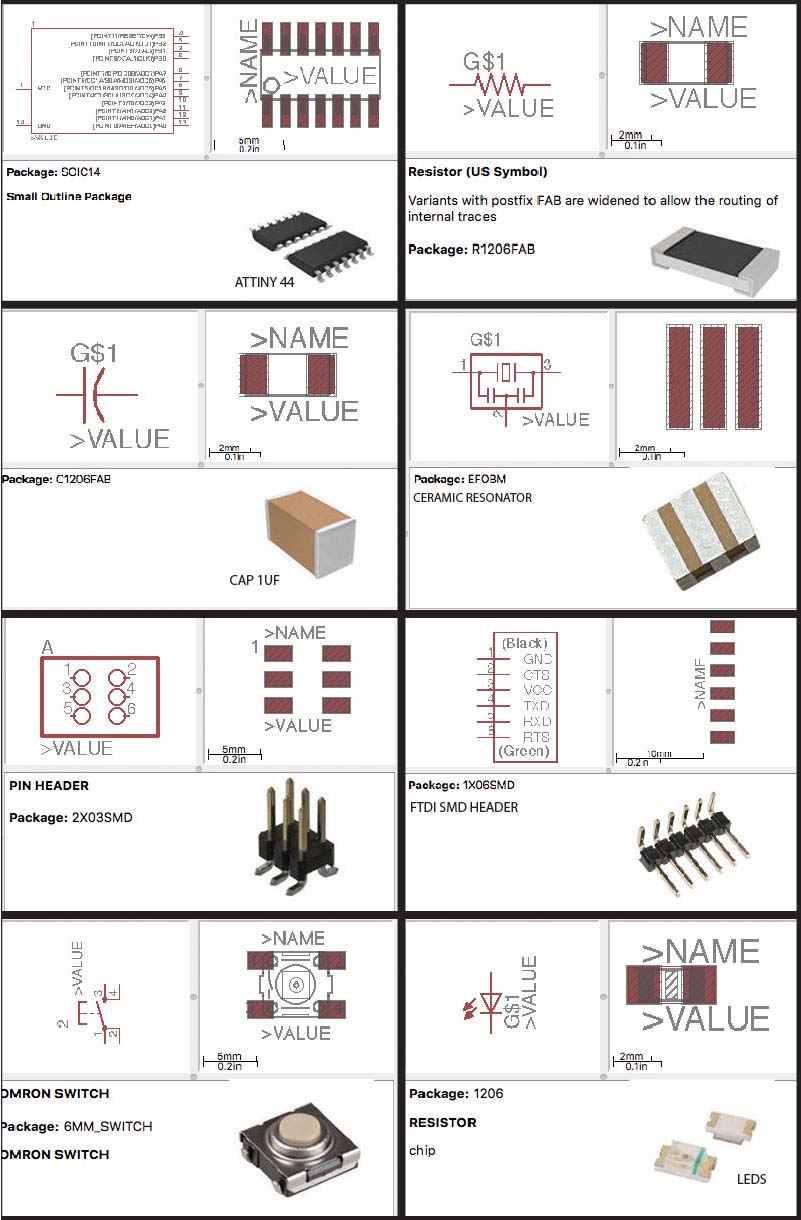 1
14
VCC
GND
>VALUE
>NAME
>VALUE
5mm
0.2in
Package: SOIC14
Small Outline Package
ATTINY 44
G$1
>VALUE
>NAME
>VALUE
2mm
0.1in
Resistor (US Symbol)
Variants with postfix FAB are widened to allow the routing of
internal traces
Package: R1206FAB
G$1
>VALUE
>NAME
>VALUE
2mm
0.1in
Package: C1206FAB
CAP 1UF
G$1
1
3
2
>VALUE
2mm
0.1in
Package: EFOBM
CERAMIC RESONATOR
A
1 2
3 4
5 6
>VALUE
>NAME
1
>VALUE
5mm
0.2in
PIN HEADER
Package: 2X03SMD
(Black)
GND
CTS
VCC
TXD
RXD
RTS
(Green)
>NAME
10mm
0.2in
Package: 1X06SMD
FTDI SMD HEADER
>VALUE
3 4
2
1 2
>NAME
>VALUE
5mm
0.2in
OMRON SWITCH
Package: 6MM_SWITCH
OMRON SWITCH
G$1
>VALUE
>NAME
>VALUE
2mm
0.1in
Package: 1206
RESISTOR
chip
LEDS